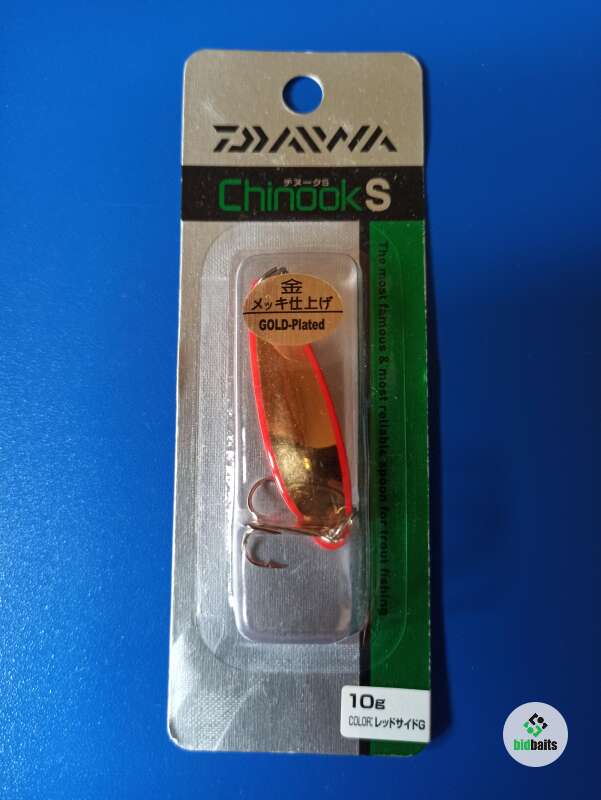 DAIWA
チヌークS
Chinook S
金
メッキ仕上げ
GOLD-Plated
The most famous & most reliable spoon for trout fishing
10g
COLOR:レッドサイドG
bidbaits